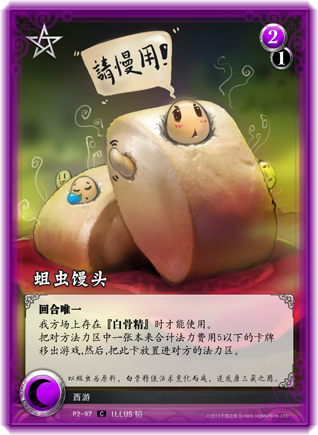 2
1
請慢用!
蛆虫馒头
回合唯一
我方场上存在『白骨精』时才能使用。
把对方法力区中一张本来合计法力费用5以下的卡牌
移出游戏,然后,把此卡放置进对方的法力区。
以蛆虫为原料,白骨精使法术变化而成,迷惑唐三藏之用。
西游
P2-97 C ILLUS